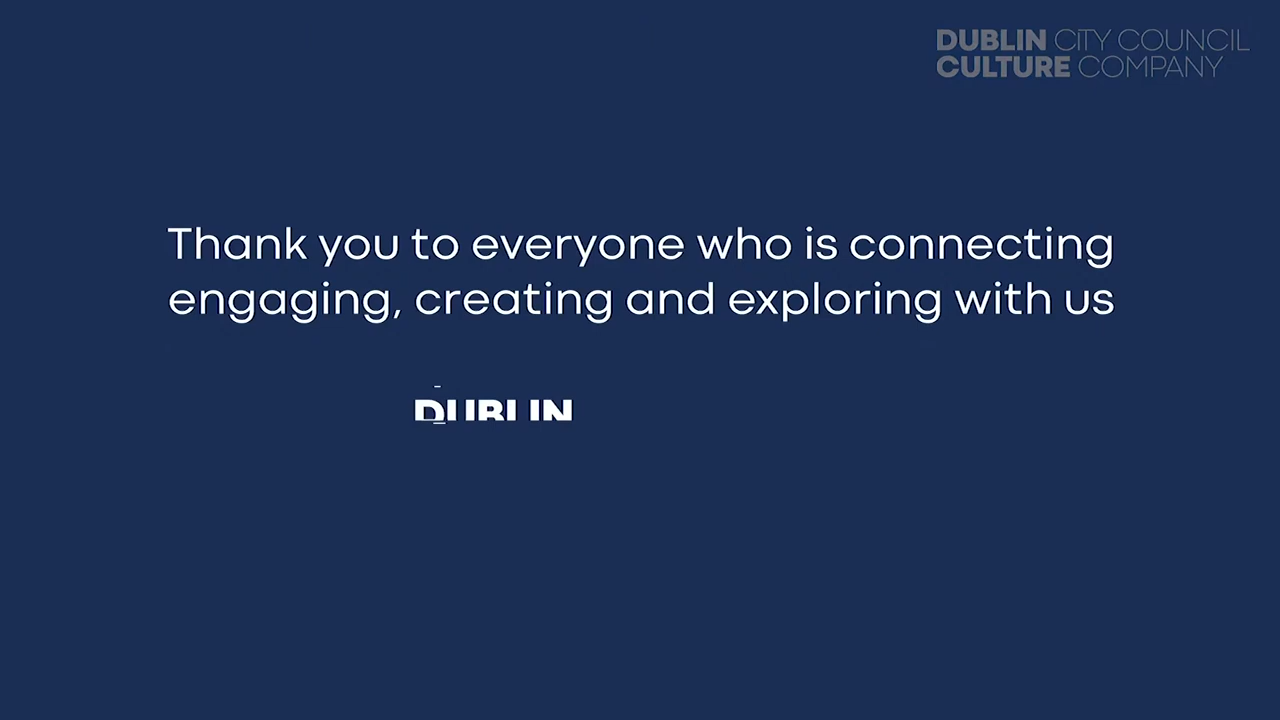 DUBLIN CITY COUNCIL
CULTURE COMPANY
Thank you to everyone who is connecting
engaging, creating and exploring with us
DUBLIN